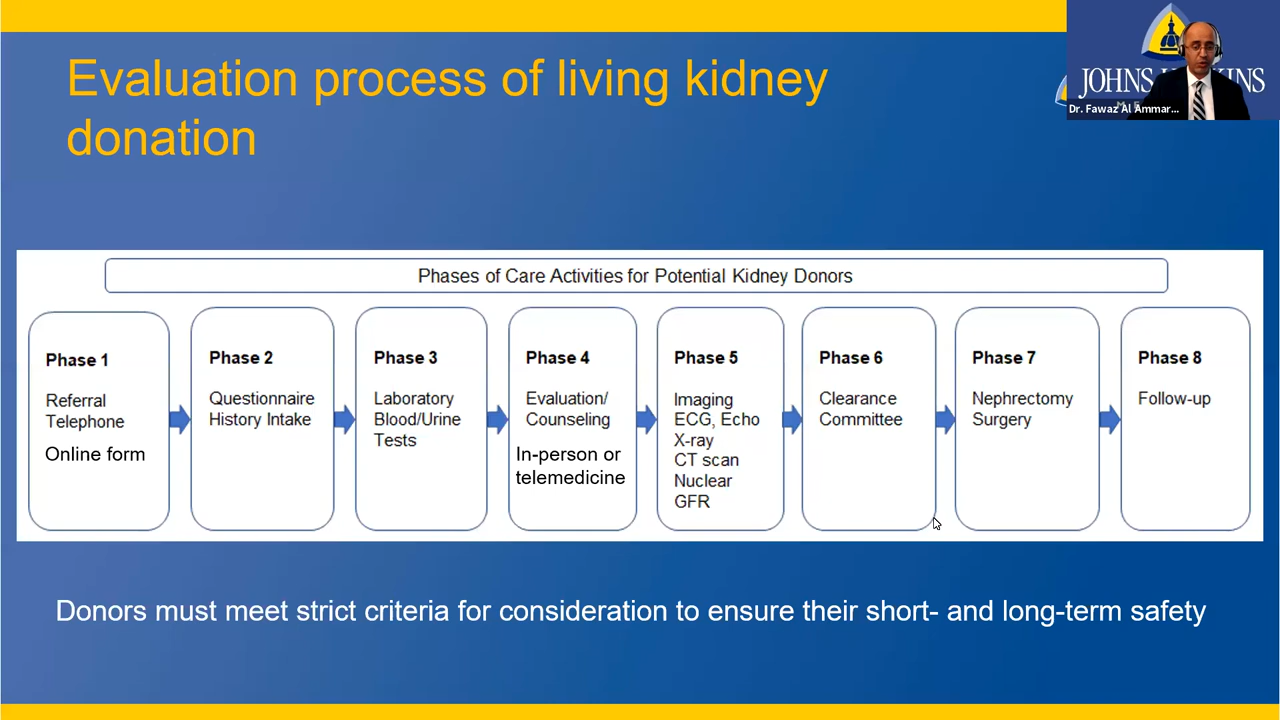 Evaluation process of living kidney
donation
JOHNS
KINS
Dr. Fawaz Al Ammar...
Phases of Care Activities for Potential Kidney Donors
Phase 1
Referral
Telephone
Online form
Phase 2
Questionnaire
History Intake
Phase 3
Laboratory
Blood/Urine
Tests
Phase 4
Evaluation/
Counseling
In-person or
telemedicine
Phase 5
Imaging
ECG, Echo
X-ray
CT scan
Nuclear
GFR
Phase 6
Clearance
Committee
Phase 7
Nephrectomy
Surgery
Phase 8
Follow-up
Donors must meet strict criteria for consideration to ensure their short- and long-term safety